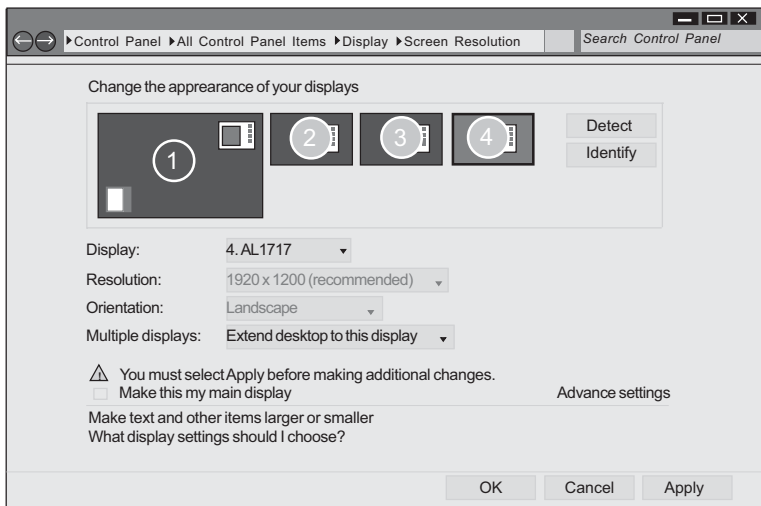 Control Panel All Control Panel Items Display Screen Resolution Search Control Panel
Change the apprearance of your displays
1 2 3 4 Detect
Identify
Display: 4. AL1717
Resolution: 1920 x 1200 (recommended)
Orientation: Landscape
Multiple displays: Extend desktop to this display
You must select Apply before making additional changes.
Make this my main display Advance settings
Make text and other items larger or smaller
What display settings should I choose?
OK Cancel Apply